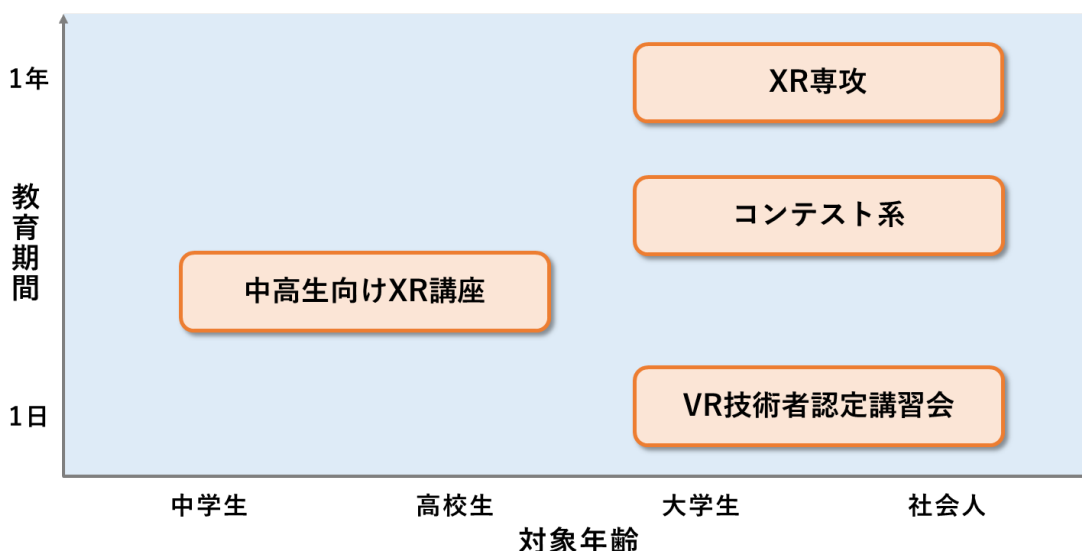 1年
XR専攻
教育期間
コンテスト系
中高生向けXR講座
1日
VR技術者認定講習会
中学生
高校生
大学生
社会人
対象年齢